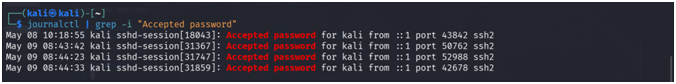 ┌──(kali㉿kali)-[~]
└─$ journalctl | grep -i "Accepted password"
May 08 10:18:55 kali sshd-session[18043]: Accepted password for kali from ::1 port 43842 ssh2
May 09 08:43:42 kali sshd-session[31367]: Accepted password for kali from ::1 port 50762 ssh2
May 09 08:44:23 kali sshd-session[31747]: Accepted password for kali from ::1 port 52988 ssh2
May 09 08:44:33 kali sshd-session[31859]: Accepted password for kali from ::1 port 42678 ssh2